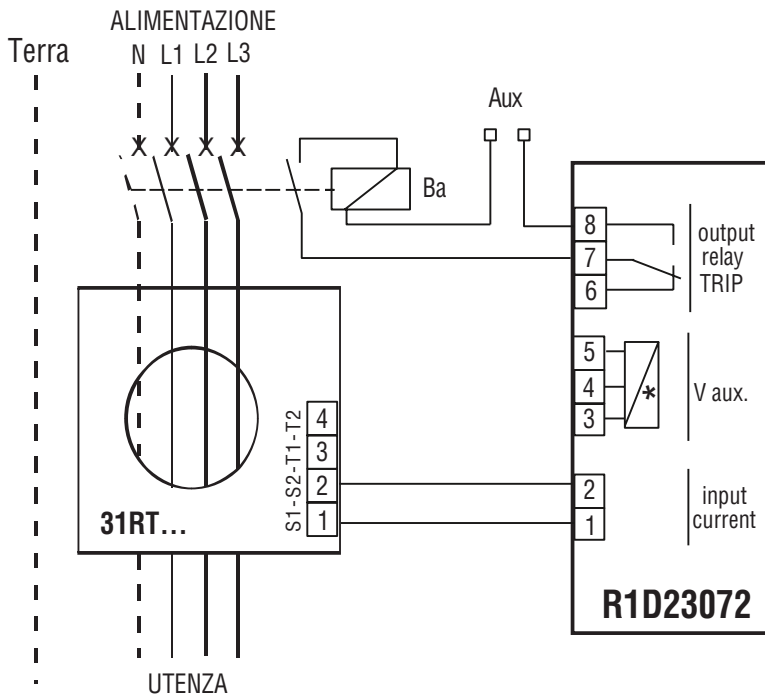 ALIMENTAZIONE
Terra
N L1 L2 L3
Aux
Ba
8
7
6
output
relay
TRIP
5
4
3
*
V aux.
S1-S2-T1-T2
4
3
2
1
31RT...
2
1
input
current
R1D23072
UTENZA